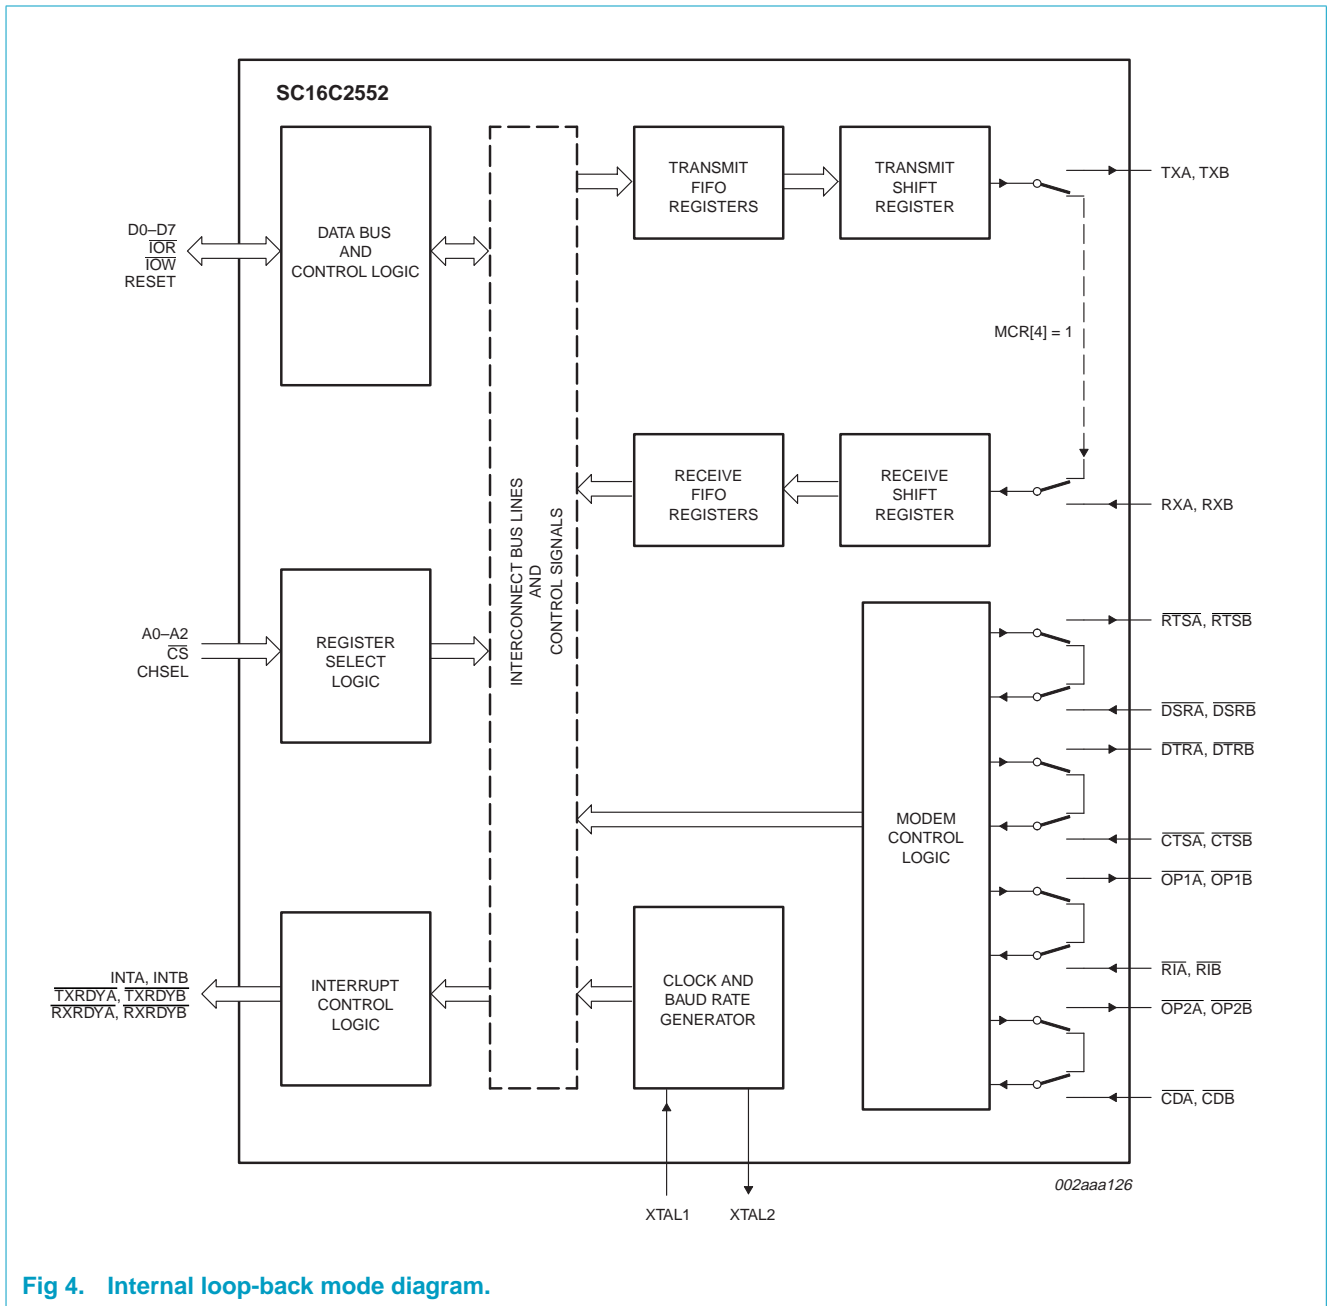 SC16C2552
D0–D7
IOR
IOW
RESET
DATA BUS
AND
CONTROL LOGIC
TRANSMIT
FIFO
REGISTERS
TRANSMIT
SHIFT
REGISTER
TXA, TXB
MCR[4] = 1
INTERCONNECT BUS LINES
AND
CONTROL SIGNALS
RECEIVE
FIFO
REGISTERS
RECEIVE
SHIFT
REGISTER
RXA, RXB
A0–A2
CS
CHSEL
REGISTER
SELECT
LOGIC
MODEM
CONTROL
LOGIC
RTSA, RTSB
DSRA, DSRB
DTRA, DTRB
CTSA, CTSB
OP1A, OP1B
RIA, RIB
OP2A, OP2B
CDA, CDB
INTA, INTB
TXRDYA, TXRDYB
RXRDYA, RXRDYB
INTERRUPT
CONTROL
LOGIC
CLOCK AND
BAUD RATE
GENERATOR
XTAL1
XTAL2
002aaa126
Fig 4. Internal loop-back mode diagram.